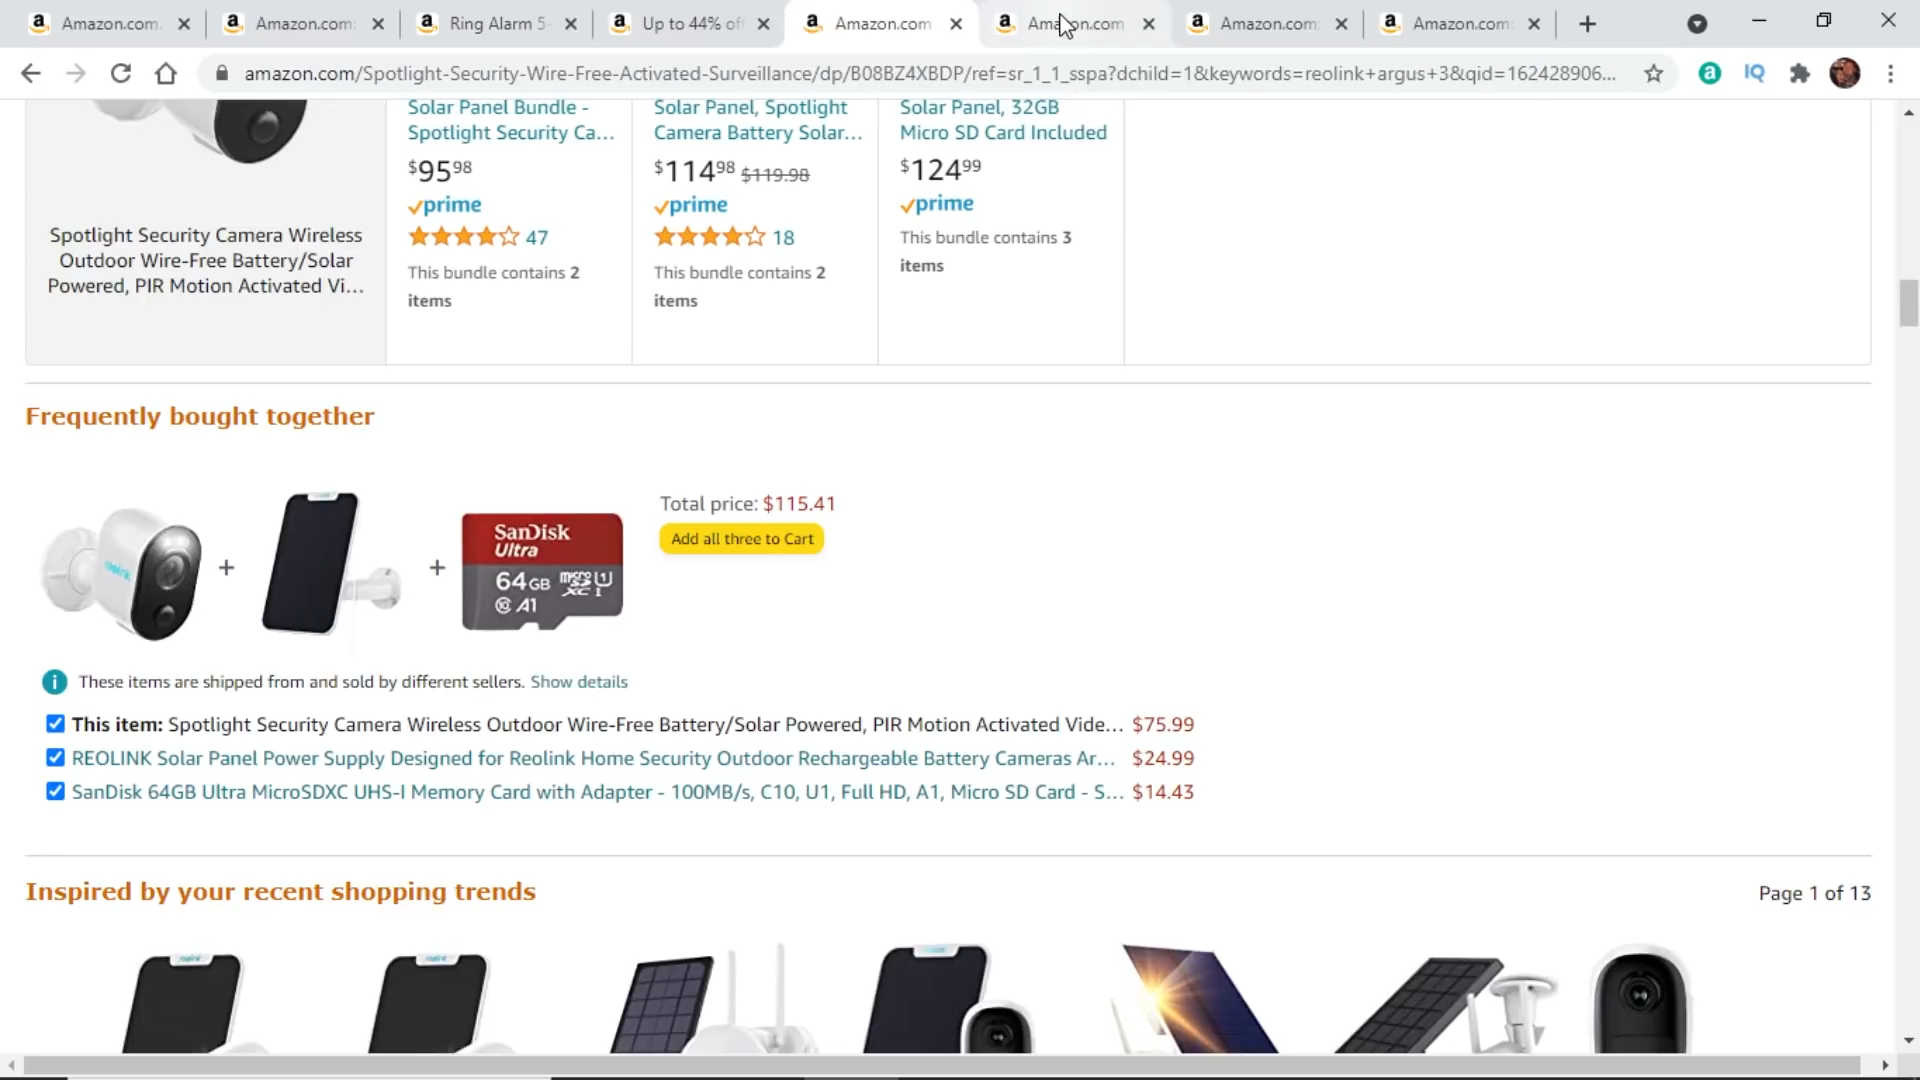 Amazon.com.
Amazon.com:
Ring Alarm 5-
Up to 44% of
Amazon.com
Amazon.com
Amazon.com:
Amazon.com:
amazon.com/Spotlight-Security-Wire-Free-Activated-Surveillance/dp/B08BZ4XBDP/ref=sr_1_1_sspa?dchild=1&keywords=reolink+argus+3&qid=162428906...
IQ
Solar Panel Bundle -
Spotlight Security Ca...
$95 98
prime
47
This bundle contains 2
items
Solar Panel, Spotlight
Camera Battery Solar...
$114 98 $119.98
prime
18
This bundle contains 2
items
Solar Panel, 32GB
Micro SD Card Included
$124 99
prime
This bundle contains 3
items
Spotlight Security Camera Wireless
Outdoor Wire-Free Battery/Solar
Powered, PIR Motion Activated Vi...
Frequently bought together
reolink
+
+
SanDisk
Ultra
64GB micro SD XC I U1
C10 A1
Total price: $115.41
Add all three to Cart
These items are shipped from and sold by different sellers. Show details
This item: Spotlight Security Camera Wireless Outdoor Wire-Free Battery/Solar Powered, PIR Motion Activated Vide... $75.99
REOLINK Solar Panel Power Supply Designed for Reolink Home Security Outdoor Rechargeable Battery Cameras Ar... $24.99
SanDisk 64GB Ultra MicroSDXC UHS-I Memory Card with Adapter - 100MB/s, C10, U1, Full HD, A1, Micro SD Card - S... $14.43
Inspired by your recent shopping trends
Page 1 of 13